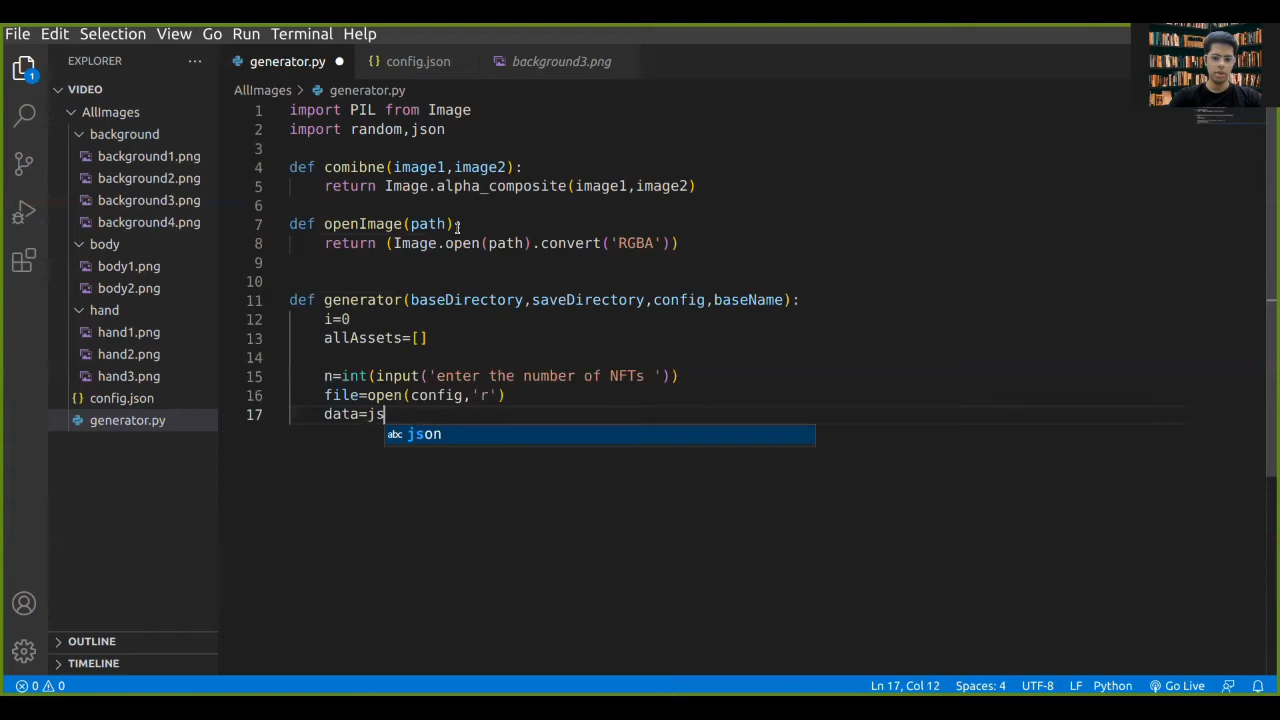 File Edit Selection View Go Run Terminal Help
EXPLORER ...
generator.py
config.json
background3.png
VIDEO
AllImages > generator.py
AllImages
background
background1.png
background2.png
background3.png
background4.png
body
body1.png
body2.png
hand
hand1.png
hand2.png
hand3.png
config.json
generator.py
OUTLINE
TIMELINE
1 import PIL from Image
2 import random,json
3
4 def comibne(image1,image2):
5 return Image.alpha_composite(image1,image2)
6
7 def openImage(path):
8 return (Image.open(path).convert('RGBA'))
9
10
11 def generator(baseDirectory,saveDirectory,config,baseName):
12 i=0
13 allAssets=[]
14
15 n=int(input('enter the number of NFTs '))
16 file=open(config,'r')
17 data=js
abc json
1
0 0 Ln 17, Col 12 Spaces: 4 UTF-8 LF Python Go Live